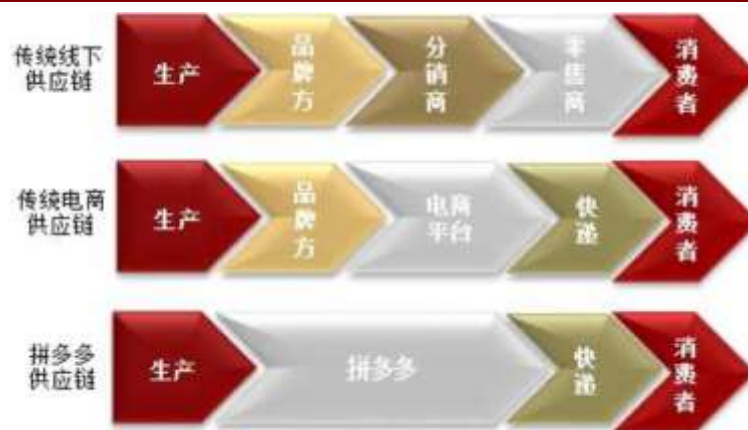 传统线下
供应链
生产
品牌方
分销商
零售商
消费者
传统电商
供应链
生产
品牌方
电商
平台
快递
消费者
拼多多
供应链
生产
拼多多
快递
消费者